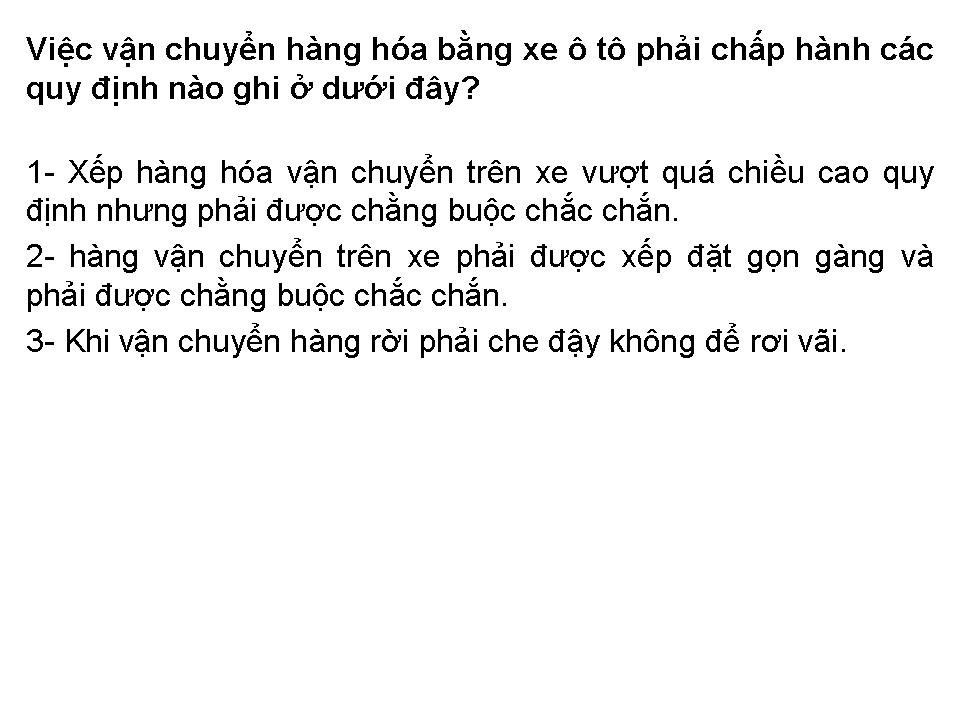 Việc vận chuyển hàng hóa bằng xe ô tô phải chấp hành các
quy định nào ghi ở dưới đây?
1- Xếp hàng hóa vận chuyển trên xe vượt quá chiều cao quy
định nhưng phải được chằng buộc chắc chắn.
2- hàng vận chuyển trên xe phải được xếp đặt gọn gàng và
phải được chằng buộc chắc chắn.
3- Khi vận chuyển hàng rời phải che đậy không để rơi vãi.